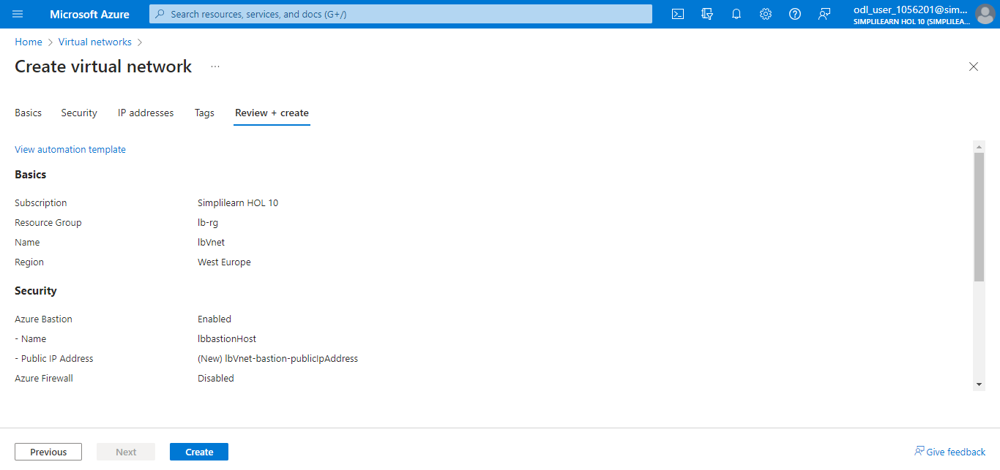 Microsoft Azure
Search resources, services, and docs (G+/)
odl_user_1056201@sim...
SIMPLILEARN HOL 10 (SIMPLILEA...
Home > Virtual networks >
Create virtual network ...
Basics Security IP addresses Tags Review + create
View automation template
Basics
Subscription Simplilearn HOL 10
Resource Group lb-rg
Name lbVnet
Region West Europe
Security
Azure Bastion Enabled
- Name lbbastionHost
- Public IP Address (New) lbVnet-bastion-publicIpAddress
Azure Firewall Disabled
Previous Next Create Give feedback